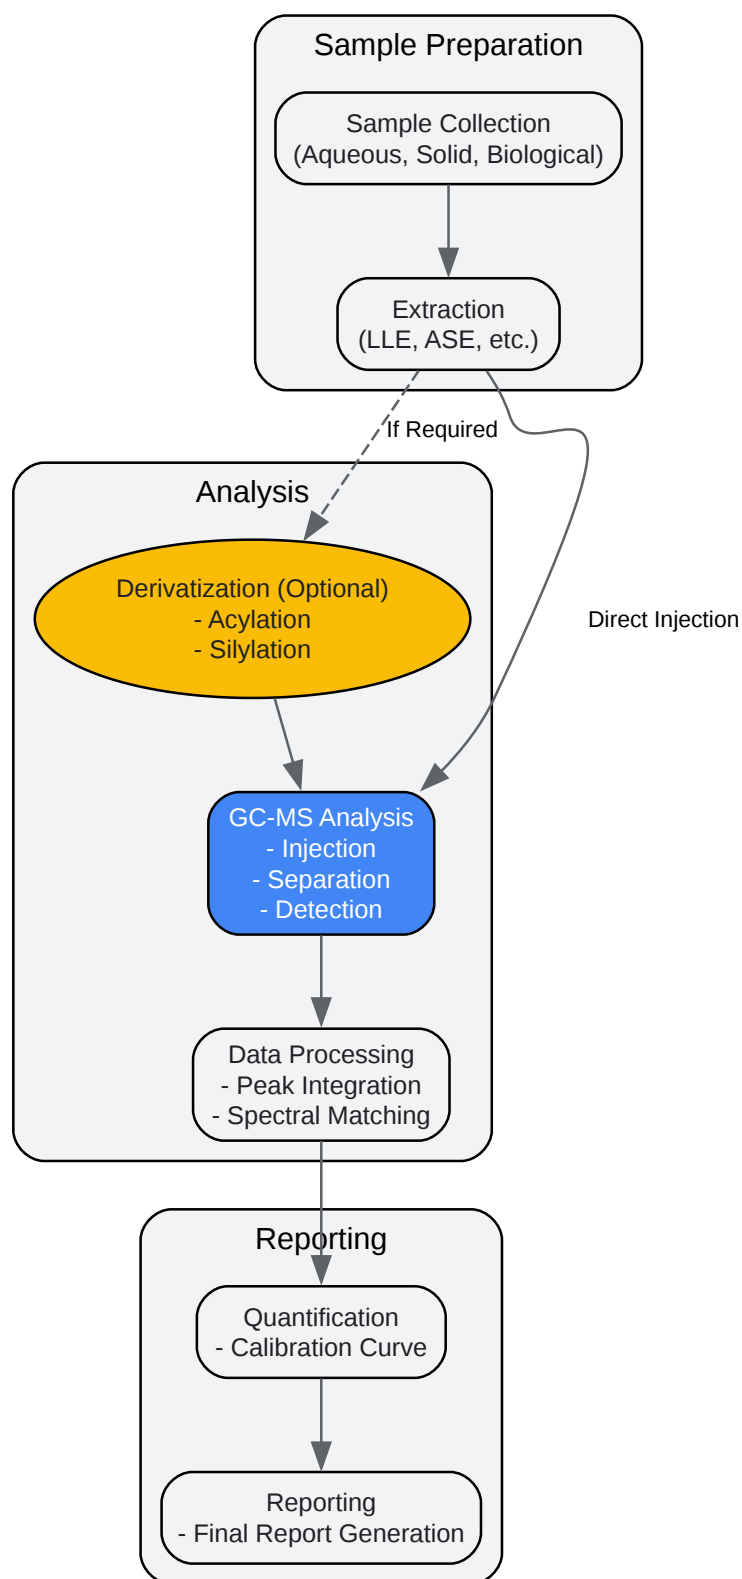 Sample Preparation
Sample Collection
(Aqueous, Solid, Biological)
Extraction
(LLE, ASE, etc.)
If Required
Analysis
Derivatization (Optional)
- Acylation
- Silylation
Direct Injection
GC-MS Analysis
- Injection
- Separation
- Detection
Data Processing
- Peak Integration
- Spectral Matching
Reporting
Quantification
- Calibration Curve
Reporting
- Final Report Generation